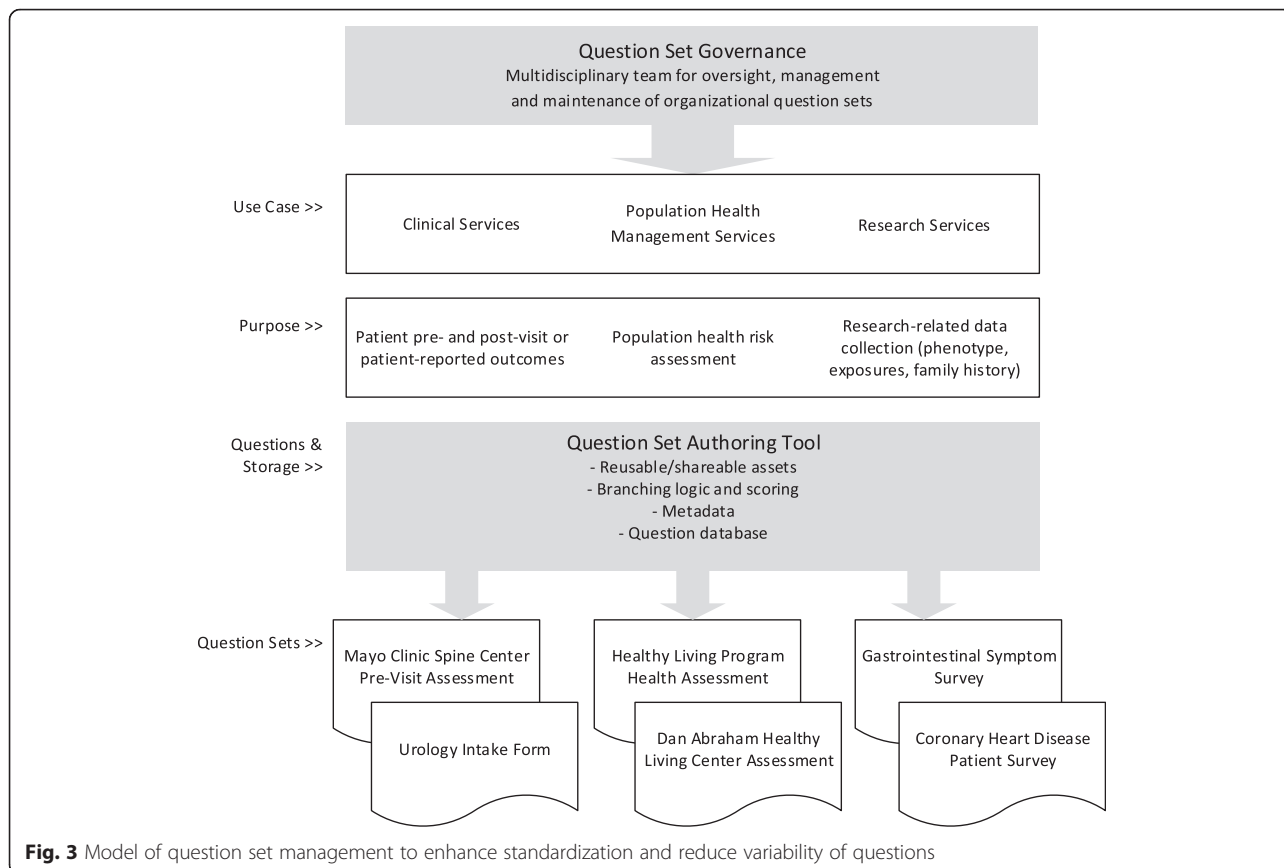 Question Set Governance
Multidisciplinary team for oversight, management
and maintenance of organizational question sets
Use Case >>
Clinical Services
Population Health
Management Services
Research Services
Purpose >>
Patient pre- and post-visit or
patient-reported outcomes
Population health risk
assessment
Research-related data
collection (phenotype,
exposures, family history)
Questions &
Storage >>
Question Set Authoring Tool
- Reusable/shareable assets
- Branching logic and scoring
- Metadata
- Question database
Question Sets >>
Mayo Clinic Spine Center
Pre-Visit Assessment
Urology Intake Form
Healthy Living Program
Health Assessment
Dan Abraham Healthy
Living Center Assessment
Gastrointestinal Symptom
Survey
Coronary Heart Disease
Patient Survey
Fig. 3 Model of question set management to enhance standardization and reduce variability of questions